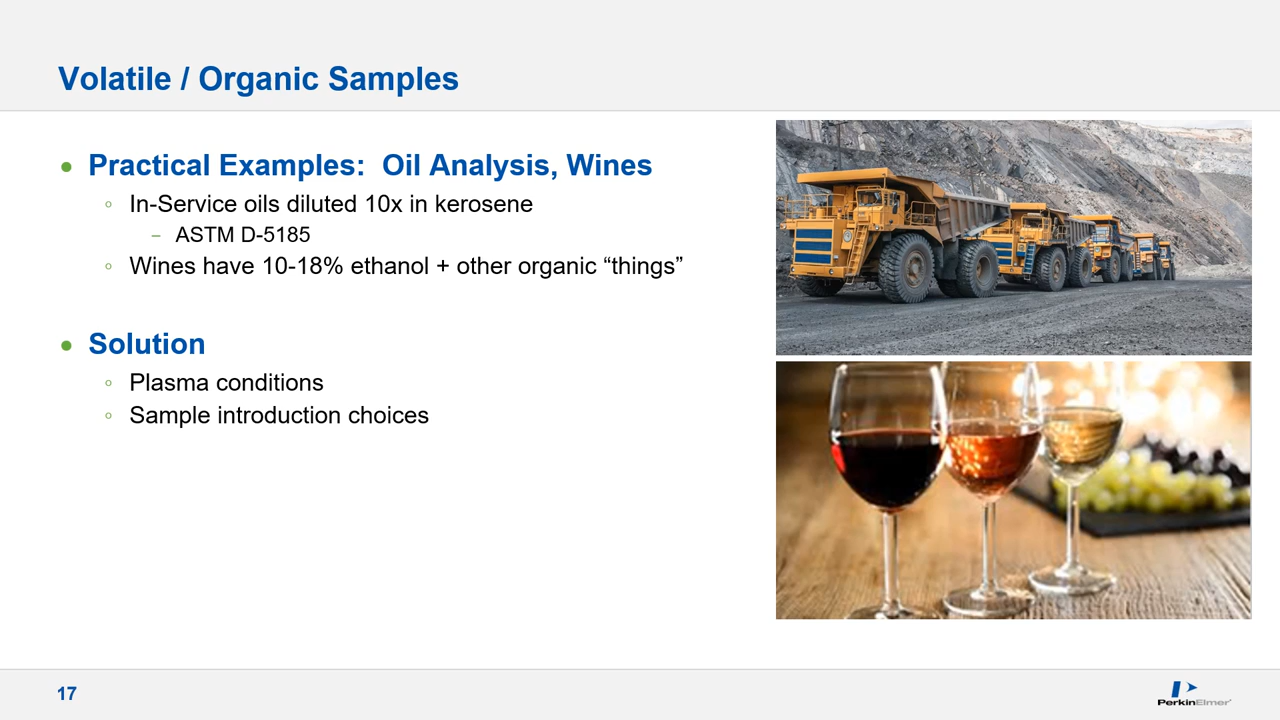 Volatile / Organic Samples
Practical Examples:  Oil Analysis, Wines
In-Service oils diluted 10x in kerosene
ASTM D-5185
Wines have 10-18% ethanol + other organic “things”
Solution
Plasma conditions
Sample introduction choices
17
PerkinElmer